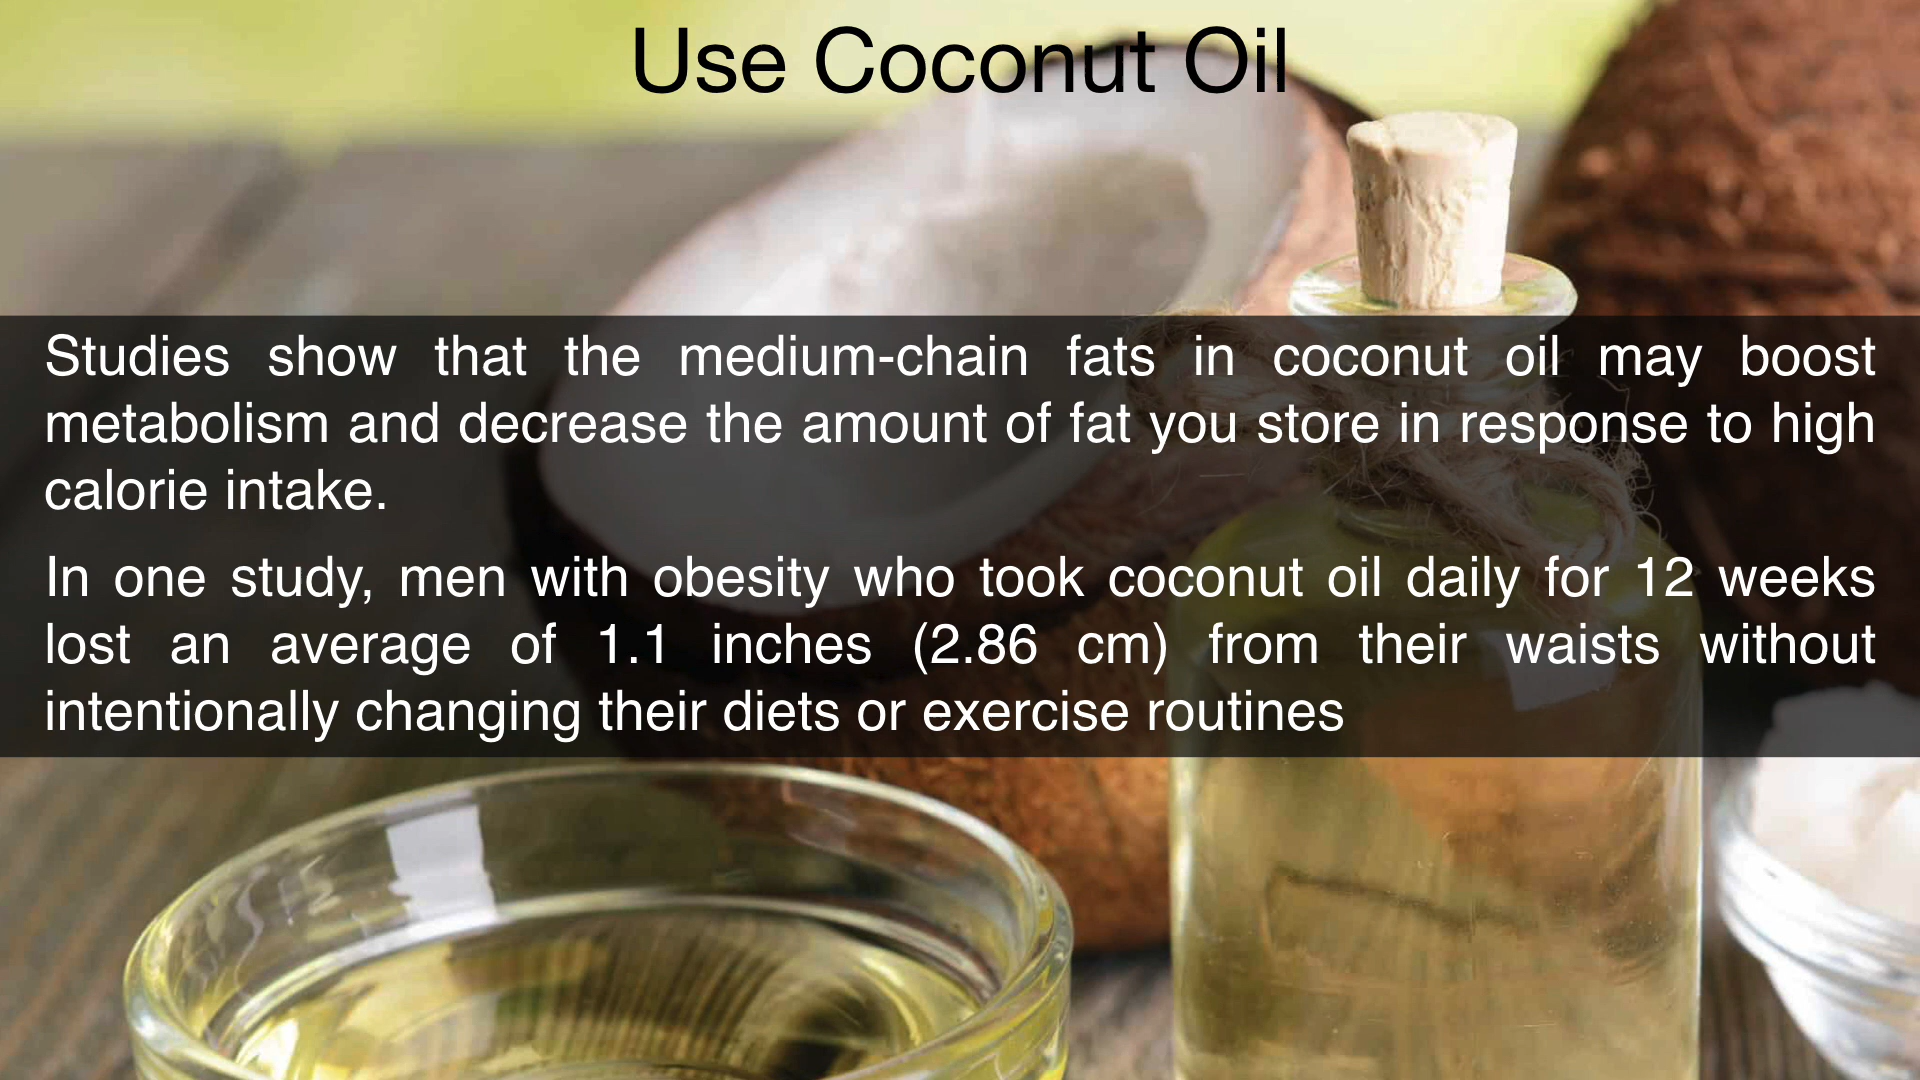 Use Coconut Oil
Studies show that the medium-chain fats in coconut oil may boost
metabolism and decrease the amount of fat you store in response to high
calorie intake.
In one study, men with obesity who took coconut oil daily for 12 weeks
lost an average of 1.1 inches (2.86 cm) from their waists without
intentionally changing their diets or exercise routines